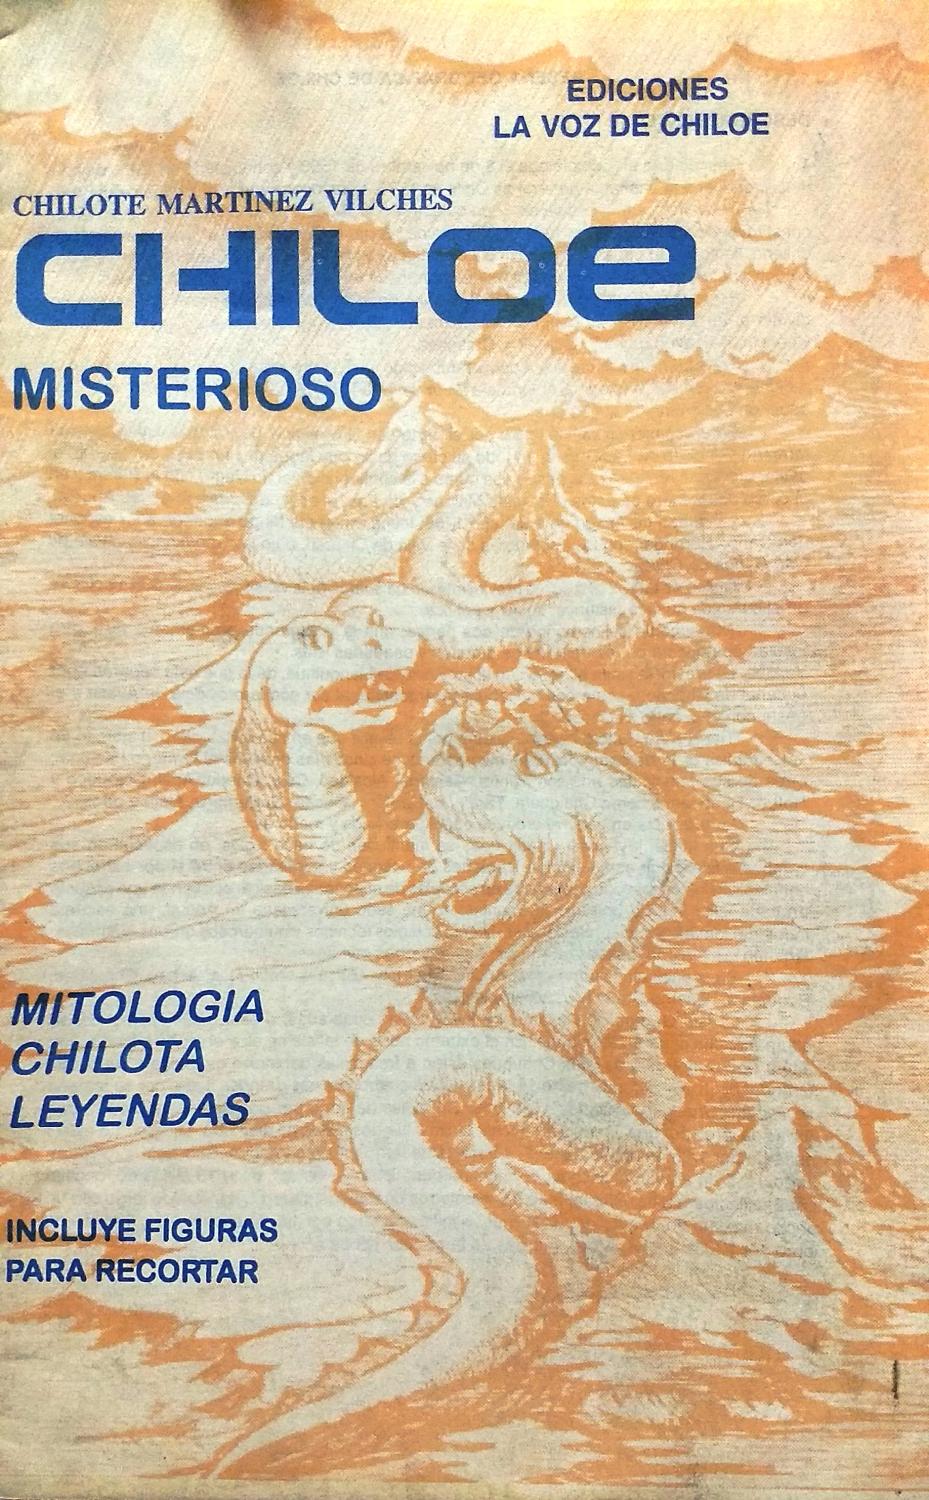 EDICIONES
LA VOZ DE CHILOE
CHILOTE MARTINEZ VILCHES
CHILOe
MISTERIOSO
MITOLOGIA
CHILOTA
LEYENDAS
INCLUYE FIGURAS
PARA RECORTAR